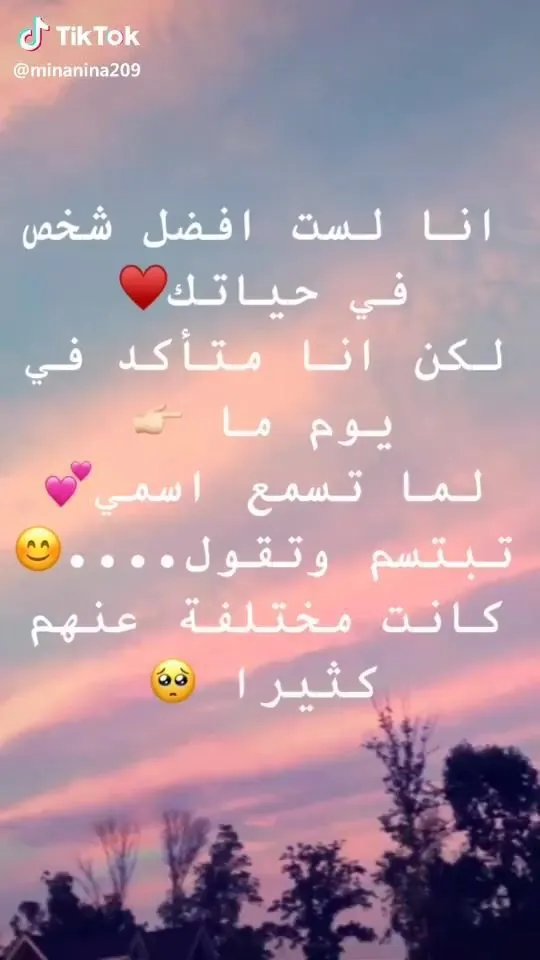 TikTok
@minanina209
انا لست افضل شخص
في حياتك♥️
لكن انا متأكد في
يوم ما 👉🏻
لما تسمع اسمي💕
تبتسم وتقول....😊
كانت مختلفة عنهم
كثيرا 🥺